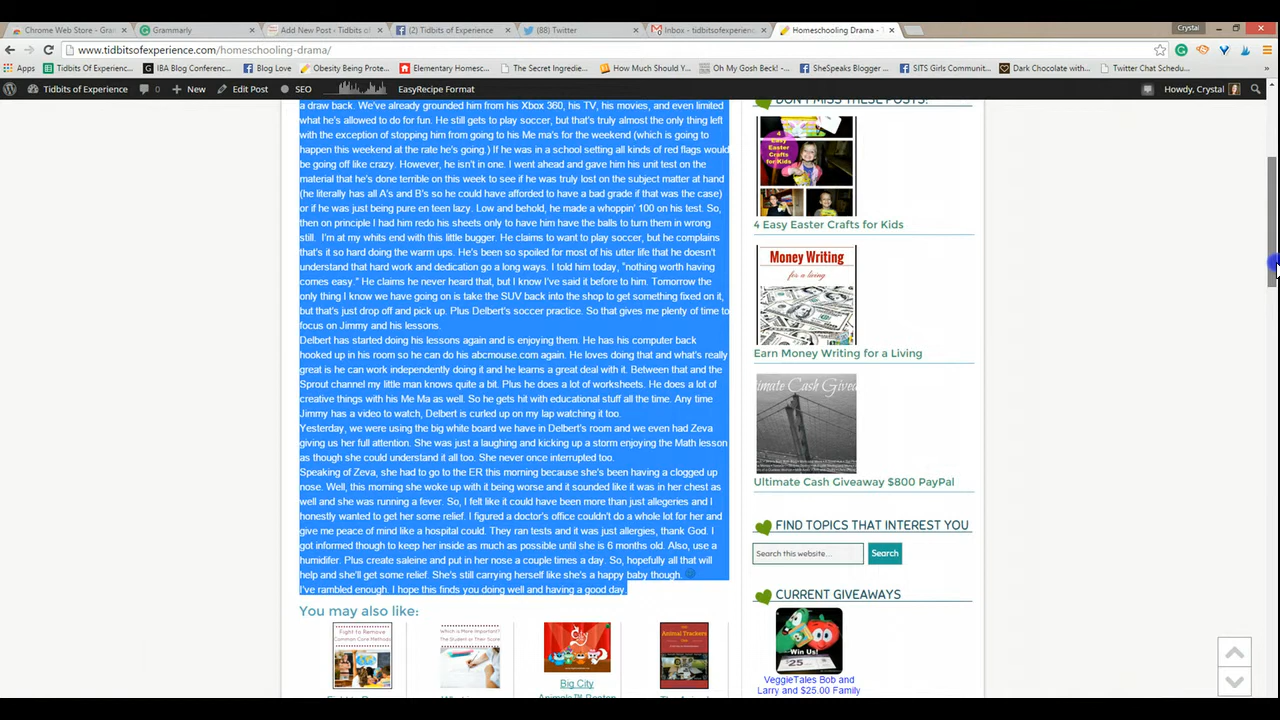 Chrome Web Store - Gra
Grammarly
Add New Post ‹ Tidbits of
(2) Tidbits of Experience
(88) Twitter
Inbox - tidbitsofexperienc
Homeschooling Drama - T
Crystal
www.tidbitsofexperience.com/homeschooling-drama/
Apps
Tidbits Of Experienc...
IBA Blog Conferenc...
Blog Love
Obesity Being Prote...
Elementary Homesc...
The Secret Ingredie...
How Much Should Y...
Oh My Gosh Beck! -...
SheSpeaks Blogger ...
SITS Girls Communit...
Dark Chocolate with...
Twitter Chat Schedu...
»
Tidbits of Experience
0
New
Edit Post
SEO
EasyRecipe Format
Howdy, Crystal
a draw back. We've already grounded him from his Xbox 360, his TV, his movies, and even limited
what he's allowed to do for fun. He still gets to play soccer, but that's truly almost the only thing left
with the exception of stopping him from going to his Me ma's for the weekend (which is going to
happen this weekend at the rate he's going.) If he was in a school setting all kinds of red flags would
be going off like crazy. However, he isn't in one. I went ahead and gave him his unit test on the
material that he's done terrible on this week to see if he was truly lost on the subject matter at hand
(he literally has all A's and B's so he could have afforded to have a bad grade if that was the case)
or if he was just being pure en teen lazy. Low and behold, he made a whoppin' 100 on his test. So,
then on principle I had him redo his sheets only to have him have the balls to turn them in wrong
still.  I'm at my whits end with this little bugger. He claims to want to play soccer, but he complains
that's it so hard doing the warm ups. He's been so spoiled for most of his utter life that he doesn't
understand that hard work and dedication go a long ways. I told him today, "nothing worth having
comes easy." He claims he never heard that, but I know I've said it before to him. Tomorrow the
only thing I know we have going on is take the SUV back into the shop to get something fixed on it,
but that's just drop off and pick up. Plus Delbert's soccer practice. So that gives me plenty of time to
focus on Jimmy and his lessons.
Delbert has started doing his lessons again and is enjoying them. He has his computer back
hooked up in his room so he can do his abcmouse.com again. He loves doing that and what's really
great is he can work independently doing it and he learns a great deal with it. Between that and the
Sprout channel my little man knows quite a bit. Plus he does a lot of worksheets. He does a lot of
creative things with his Me Ma as well. So he gets hit with educational stuff all the time. Any time
Jimmy has a video to watch, Delbert is curled up on my lap watching it too.
Yesterday, we were using the big white board we have in Delbert's room and we even had Zeva
giving us her full attention. She was just a laughing and kicking up a storm enjoying the Math lesson
as though she could understand it all too. She never once interrupted too.
Speaking of Zeva, she had to go to the ER this morning because she's been having a clogged up
nose. Well, this morning she woke up with it being worse and it sounded like it was in her chest as
well and she was running a fever. So, I felt like it could have been more than just allegeries and I
honestly wanted to get her some relief. I figured a doctor's office couldn't do a whole lot for her and
give me peace of mind like a hospital could. They ran tests and it was just allergies, thank God. I
got informed though to keep her inside as much as possible until she is 6 months old. Also, use a
humidifer. Plus create saleine and put in her nose a couple times a day. So, hopefully all that will
help and she'll get some relief. She's still carrying herself like she's a happy baby though.
I've rambled enough. I hope this finds you doing well and having a good day.
You may also like:
Fight to Remove
Common Core Methods
Which is More Important?
The Student or Their Score
Big City
Animal Trackers
DON'T MISS THESE POSTS!
4 Easy Easter
Crafts for Kids
4 Easy Easter Crafts for Kids
Money Writing
for a living
Earn Money Writing for a Living
Ultimate Cash Giveaway $800 PayPal
FIND TOPICS THAT INTEREST YOU
Search this website...
Search
CURRENT GIVEAWAYS
Win Us!
$25
VeggieTales Bob and
Larry and $25.00 Family